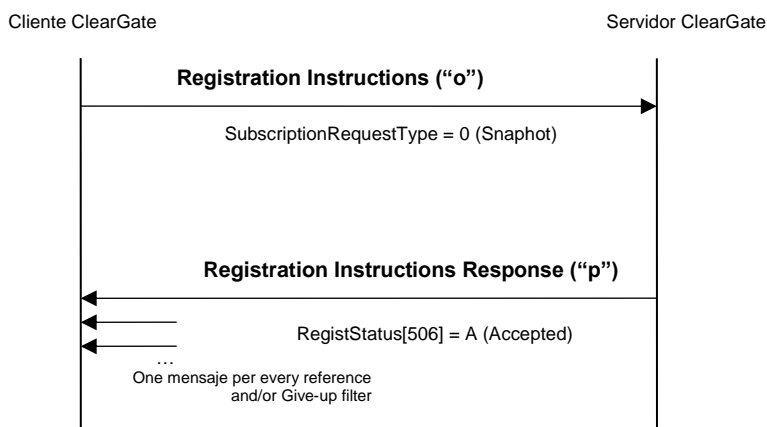 Cliente ClearGate
Servidor ClearGate
Registration Instructions (“o”)
SubscriptionRequestType = 0 (Snaphot)
Registration Instructions Response (“p”)
RegistStatus[506] = A (Accepted)
…
One mensaje per every reference
and/or Give-up filter